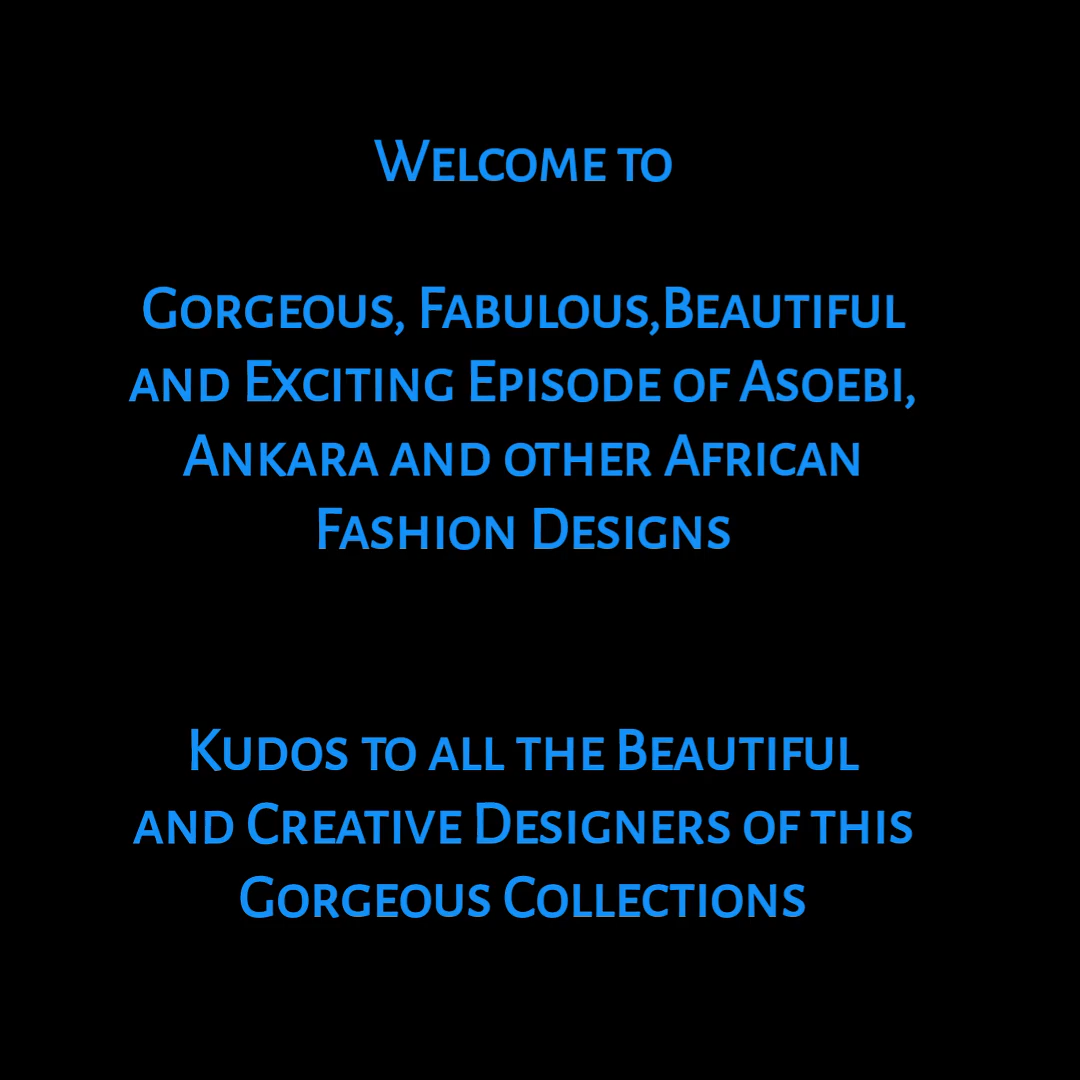 Welcome to
Gorgeous, Fabulous,Beautiful
and Exciting Episode of Asoebi,
Ankara and other African
Fashion Designs
Kudos to all the Beautiful
and Creative Designers of this
Gorgeous Collections